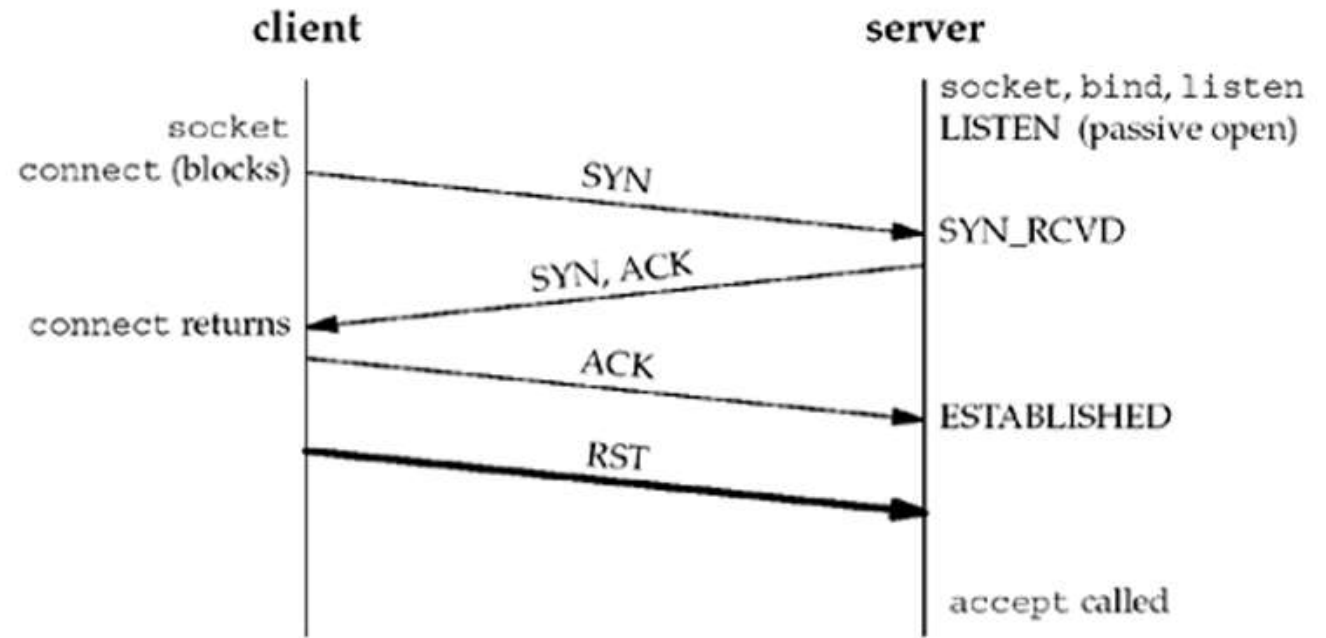 client
server
socket, bind, listen
LISTEN (passive open)
socket
connect (blocks)
SYN
SYN_RCVD
SYN, ACK
connect returns
ACK
ESTABLISHED
RST
accept called